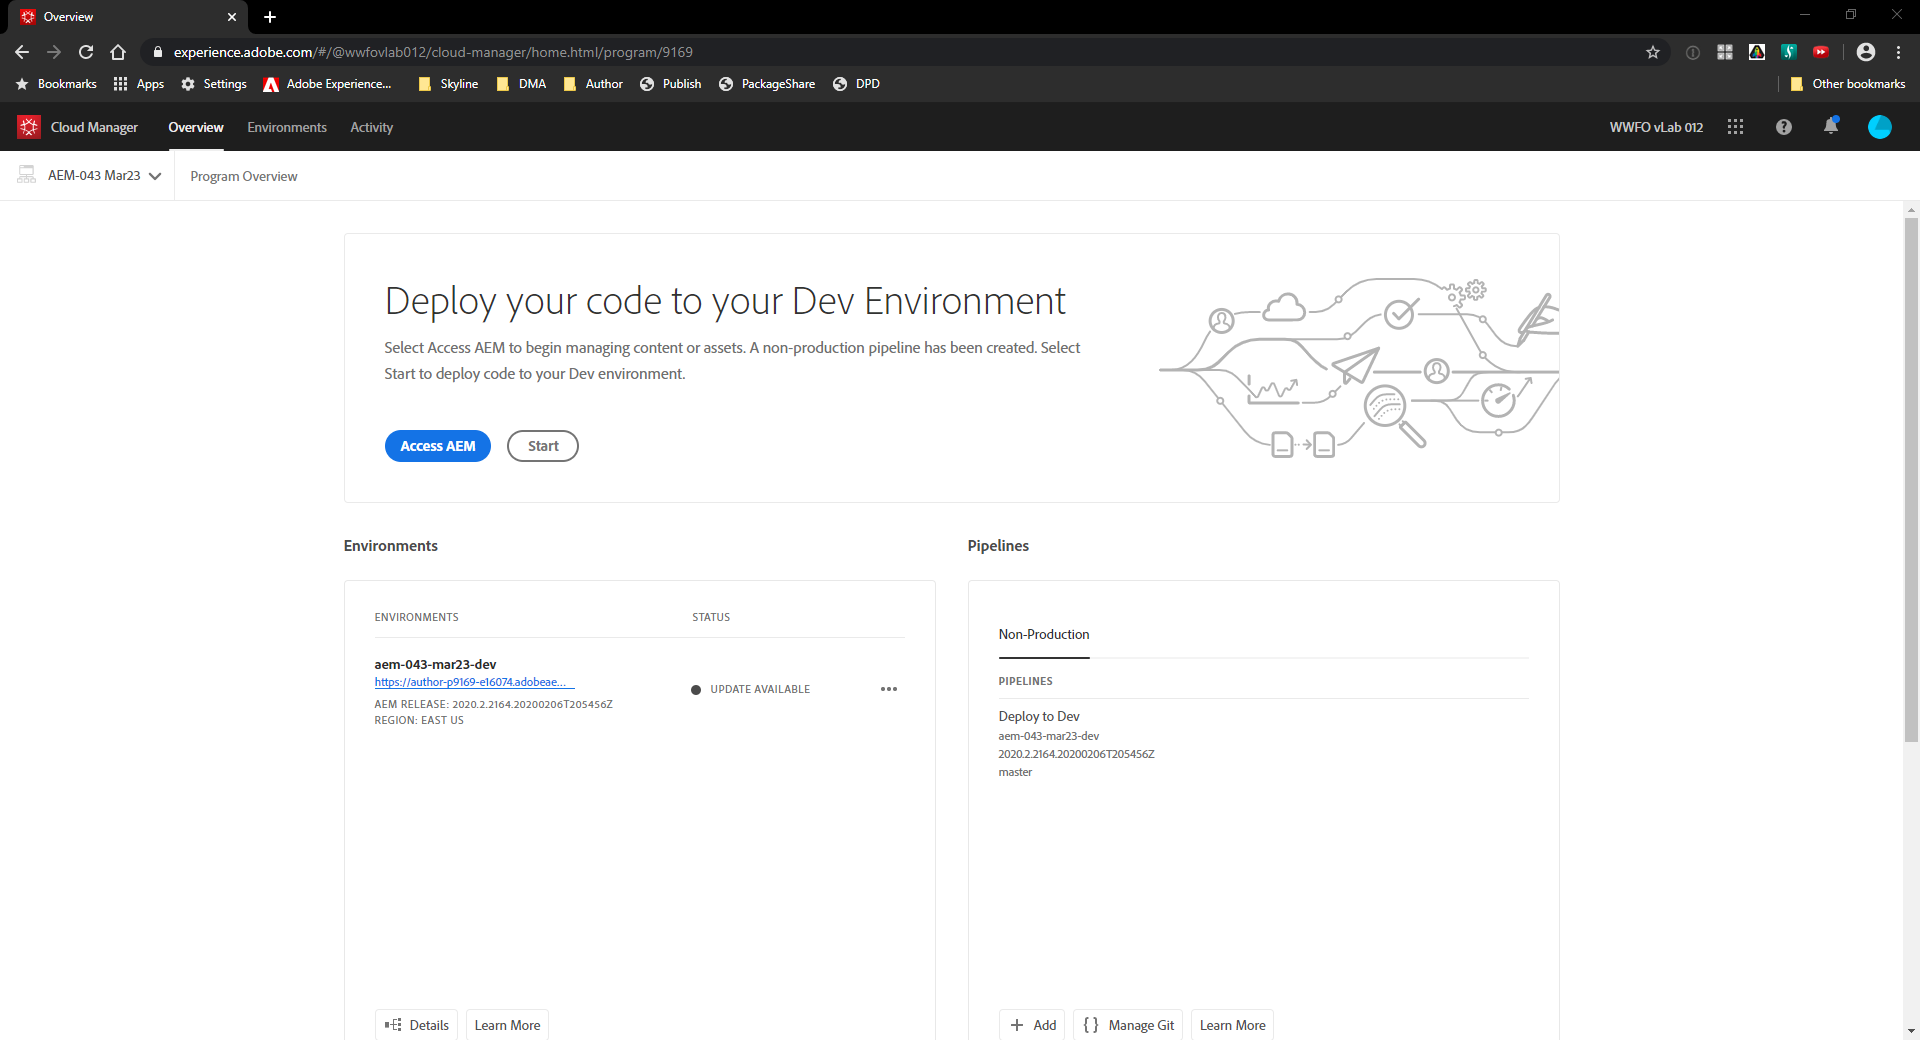 Overview
experience.adobe.com/#/@wwfovlab012/cloud-manager/home.html/program/9169
Bookmarks Apps Settings Adobe Experience... Skyline DMA Author Publish PackageShare DPD Other bookmarks
Cloud Manager Overview Environments Activity WWFO vLab 012
AEM-043 Mar23 Program Overview
Deploy your code to your Dev Environment
Select Access AEM to begin managing content or assets. A non-production pipeline has been created. Select
Start to deploy code to your Dev environment.
Access AEM Start
Environments
ENVIRONMENTS STATUS
aem-043-mar23-dev
https://author-p9169-e16074.adobeae...
UPDATE AVAILABLE
AEM RELEASE: 2020.2.2164.20200206T205456Z
REGION: EAST US
Details Learn More
Pipelines
Non-Production
PIPELINES
Deploy to Dev
aem-043-mar23-dev
2020.2.2164.20200206T205456Z
master
Add Manage Git Learn More